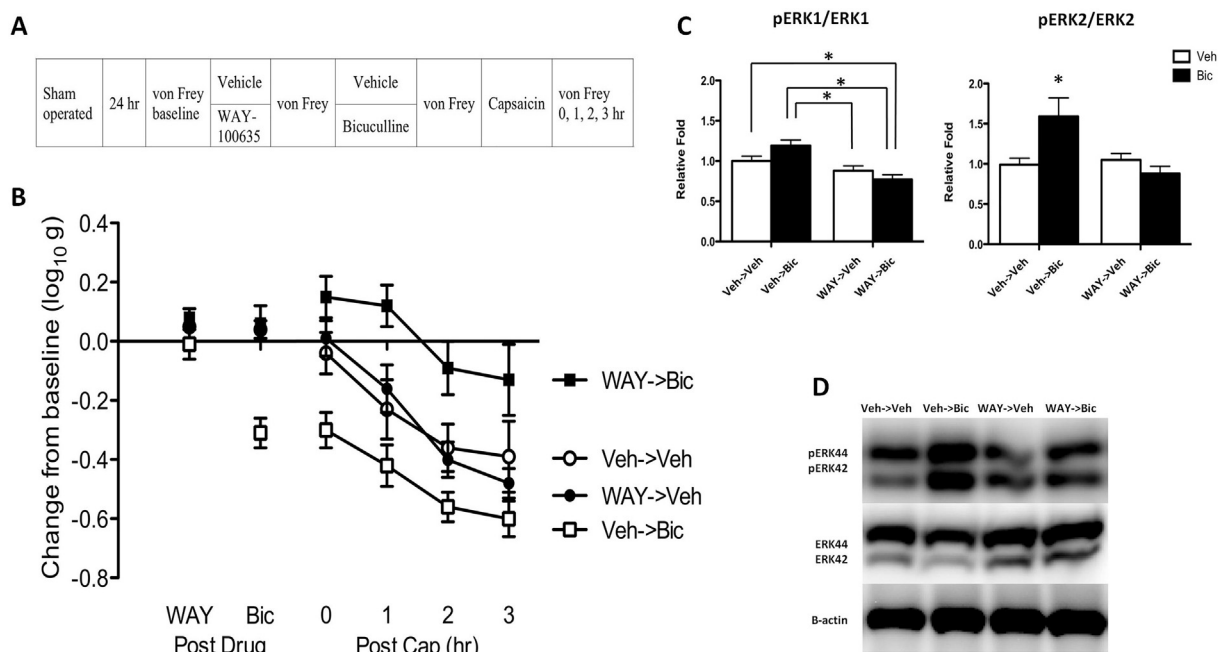 A
Sham operated
24 hr
von Frey baseline
Vehicle
WAY-100635
von Frey
Vehicle
Bicuculline
von Frey
Capsaicin
von Frey 0, 1, 2, 3 hr
B
Change from baseline (log10 g)
0.4
0.2
0.0
-0.2
-0.4
-0.6
-0.8
WAY
Bic
0
1
2
3
Post Drug
Post Cap (hr)
WAY->Bic
Veh->Veh
WAY->Veh
Veh->Bic
C
pERK1/ERK1
Relative Fold
2.0
1.5
1.0
0.5
0.0
*
*
*
Veh->Veh
Veh->Bic
WAY->Veh
WAY->Bic
pERK2/ERK2
Relative Fold
2.0
1.5
1.0
0.5
0.0
*
Veh->Veh
Veh->Bic
WAY->Veh
WAY->Bic
Veh
Bic
D
Veh->Veh Veh->Bic WAY->Veh WAY->Bic
pERK44
pERK42
ERK44
ERK42
B-actin